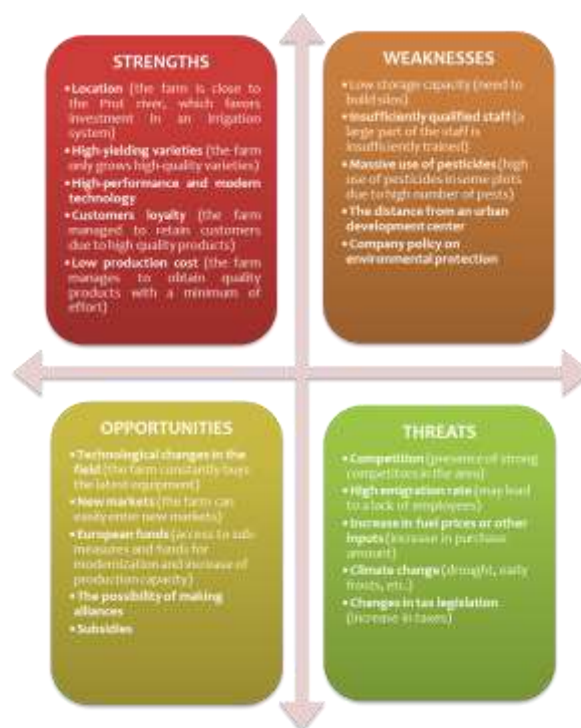 STRENGTHS
•Location (the farm is close
to the Prut river, which favors
investment in an irrigation
system)
•High-yielding varieties (the farm
only grows high-quality varieties)
•High-performance and modern
technology
•Customers loyalty (the farm
managed to retain customers
due to high quality products)
•Low production cost (the farm
manages to obtain quality
products with a minimum of
effort)
WEAKNESSES
•Low storage capacity (need to
build silos)
•Insufficiently qualified staff (a
large part of the staff is
insufficiently trained)
•Massive use of pesticides (high
use of pesticides in some plots
due to high number of pests)
•The distance from an urban
development center
•Company policy on
environmental protection
OPPORTUNITIES
•Technological changes in the
field (the farm constantly buys
the latest equipment)
•New markets (the farm can
easily enter new markets)
•European funds (access to sub-
measures and funds for
modernization and increase of
production capacity)
•The possibility of making
alliances
•Subsidies
THREATS
•Competition (presence of strong
competitors in the area)
•High emigration rate (may lead
to a lack of employees)
•Increase in fuel prices or other
inputs (increase in purchase
amount)
•Climate change (drought, early
frosts, etc.)
•Changes in tax legislation
(increase in taxes)